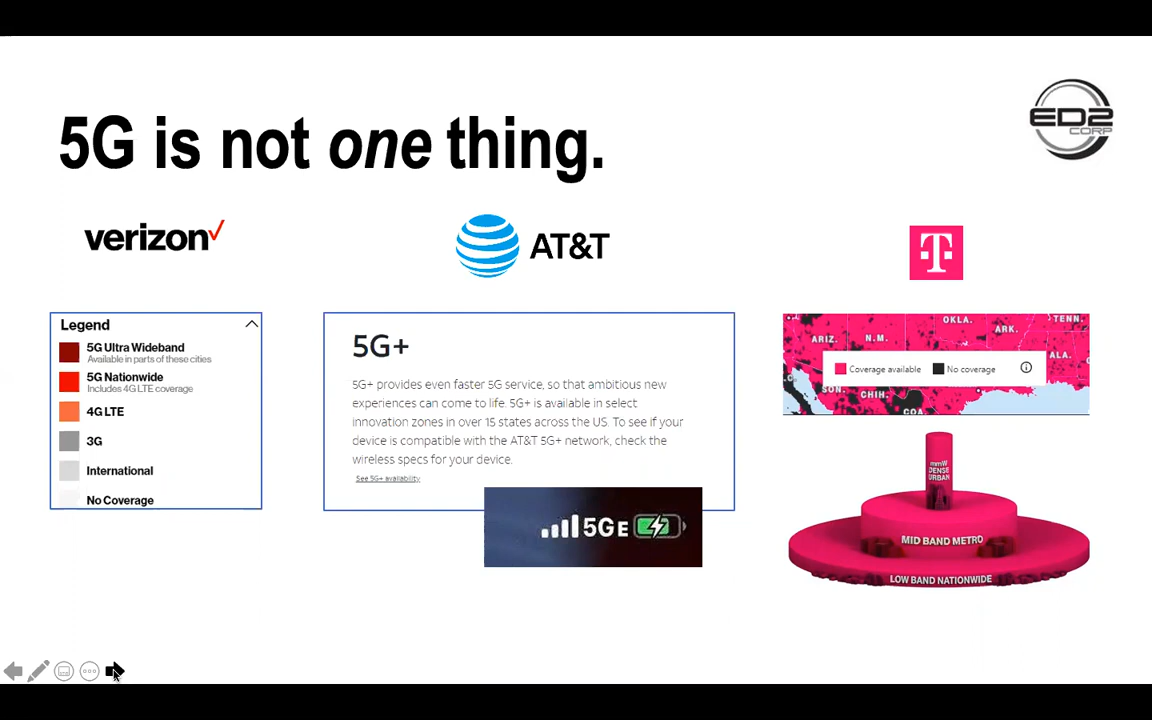 5G is not one thing.
ED2
CORP
verizon
AT&T
T
Legend
5G Ultra Wideband
Available in parts of these cities
5G Nationwide
Includes 4G LTE coverage
4G LTE
3G
International
No Coverage
5G+
5G+ provides even faster 5G service, so that ambitious new
experiences can come to life. 5G+ is available in select
innovation zones in over 15 states across the US. To see if your
device is compatible with the AT&T 5G+ network, check the
wireless specs for your device.
See 5G+ availability
5GE
OKLA.
TENN.
ARIZ.
N.M.
ARK.
ALA.
Coverage available
No coverage
SON.
CHIH.
COA.
mmW
DENSE
URBAN
MID BAND METRO
LOW BAND NATIONWIDE